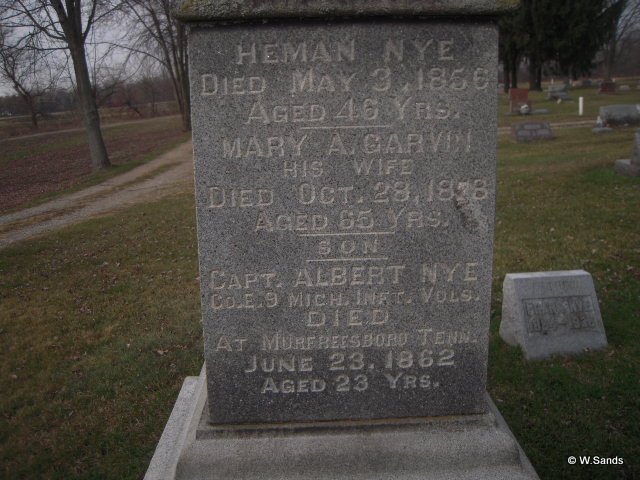 HEMAN NYE
DIED MAY 3, 1856
AGED 46 YRS.
MARY A. GARVIN
HIS WIFE
DIED OCT. 28, 1878
AGED 65 YRS.
SON
CAPT. ALBERT NYE
CO. E. 9 MICH. INFT. VOLS.
DIED
AT MURFREESBORO TENN.
JUNE 23, 1862
AGED 23 YRS.
© W.Sands